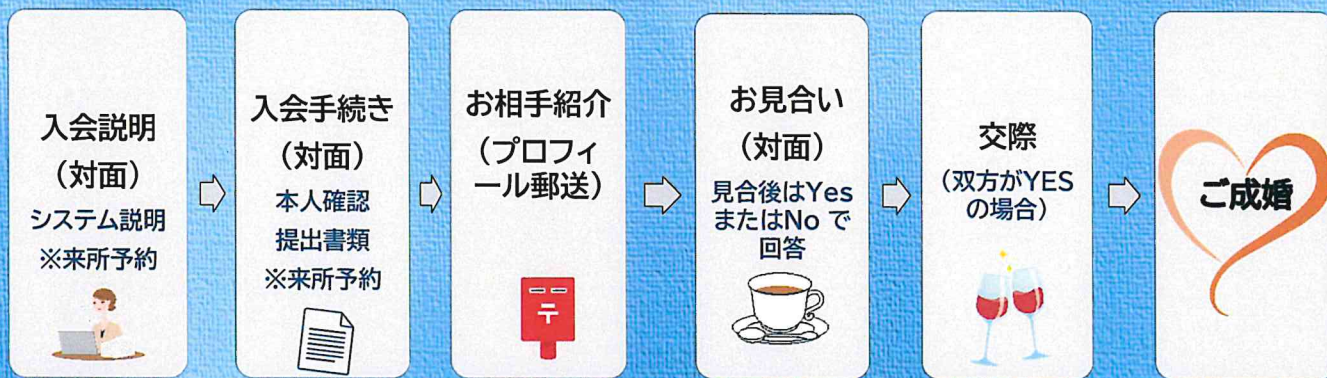 入会説明
（対面）
システム説明
※来所予約
入会手続き
（対面）
本人確認
提出書類
※来所予約
お相手紹介
（プロフィ
ール郵送）
〒
お見合い
（対面）
見合後はYes
またはNo で
回答
交際
（双方がYES
の場合）
ご成婚